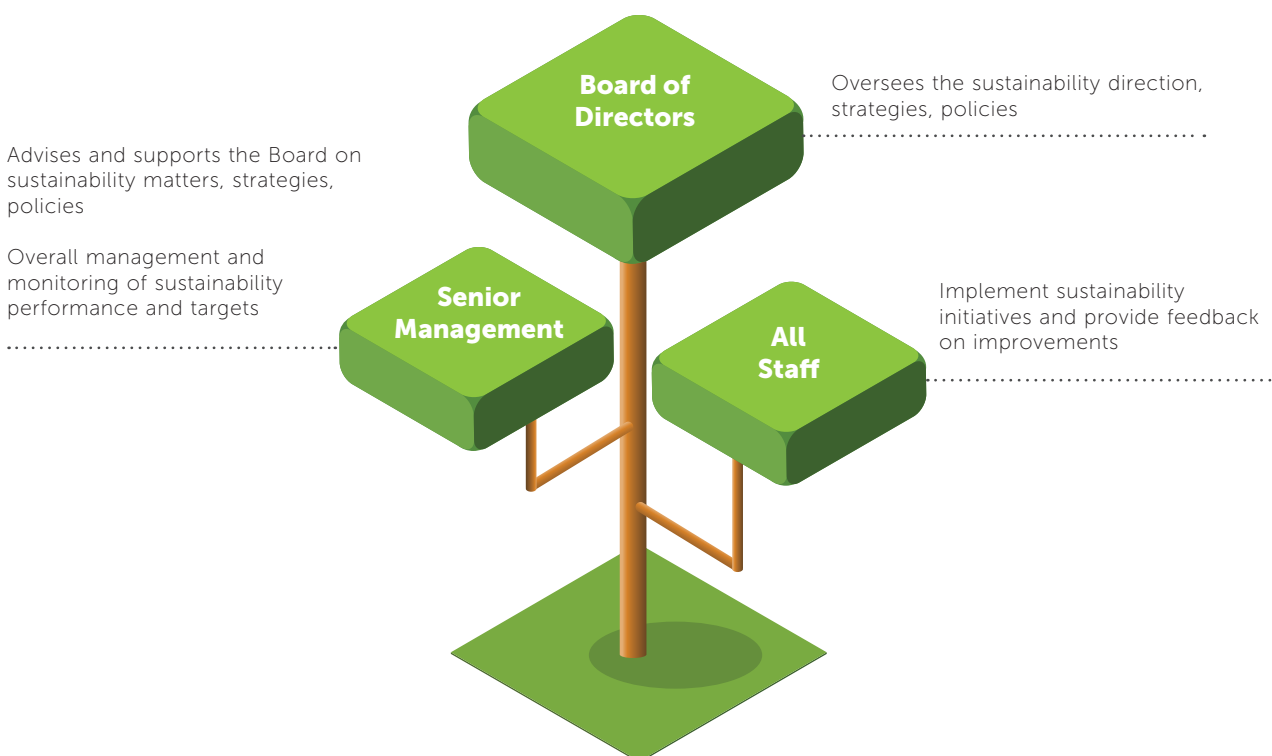 Board of
Directors
Oversees the sustainability direction,
strategies, policies
Advises and supports the Board on
sustainability matters, strategies,
policies
Overall management and
monitoring of sustainability
performance and targets
Senior
Management
All
Staff
Implement sustainability
initiatives and provide feedback
on improvements